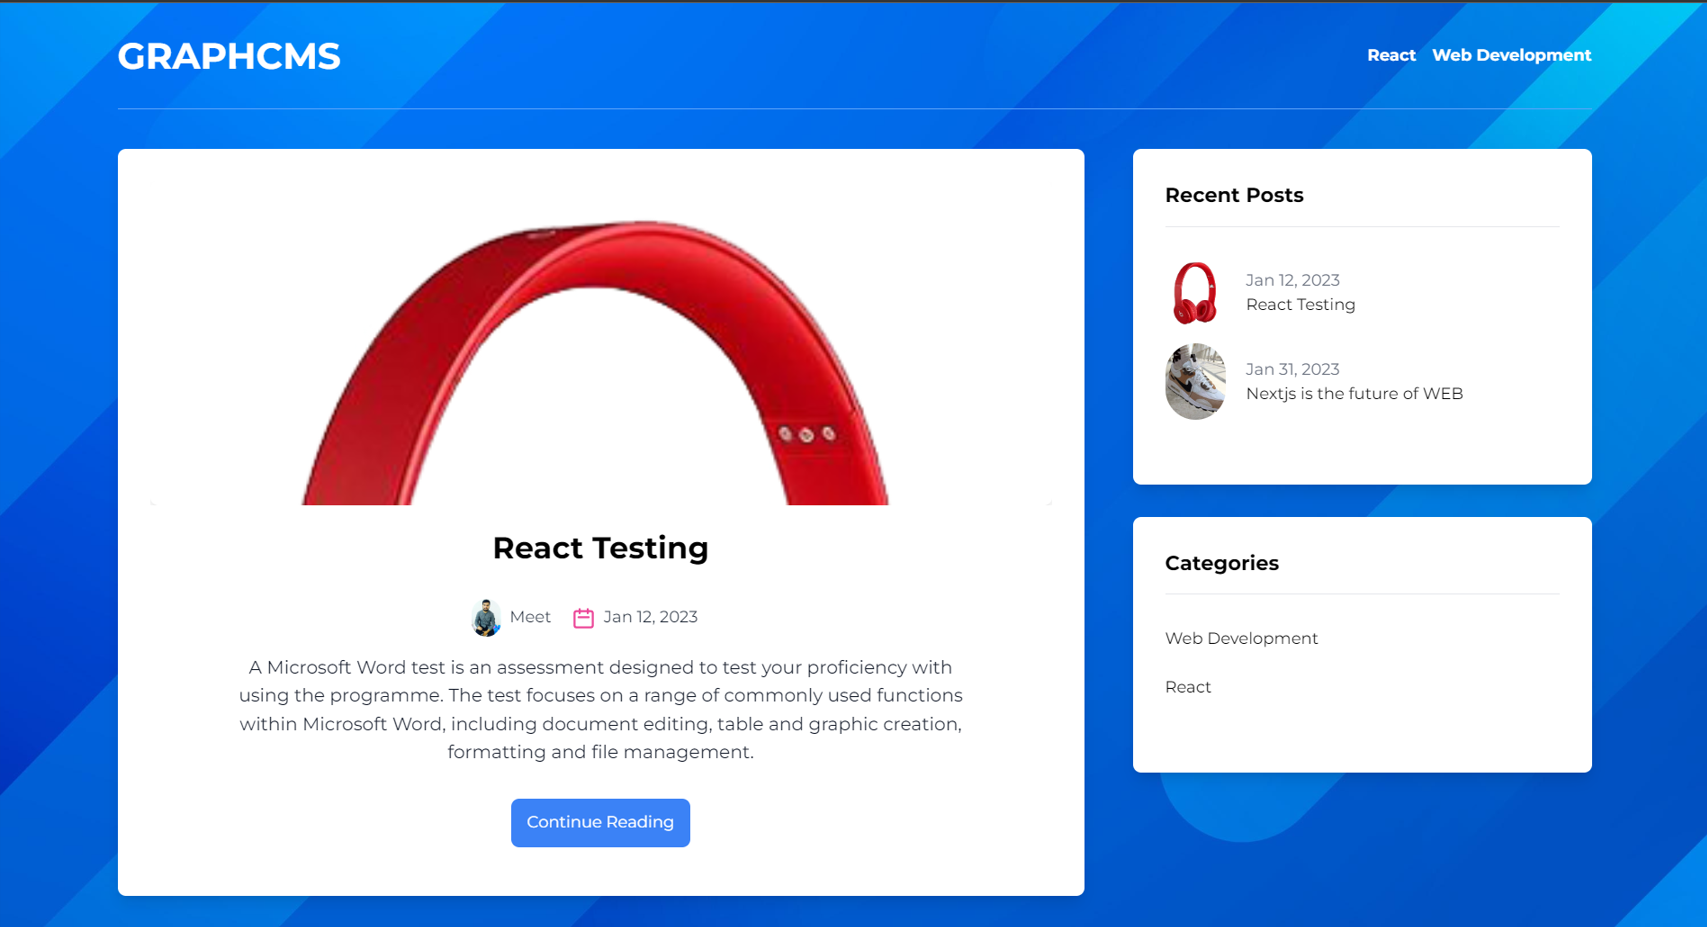 GRAPHCMS
React Web Development
React Testing
Meet Jan 12, 2023
A Microsoft Word test is an assessment designed to test your proficiency with
using the programme. The test focuses on a range of commonly used functions
within Microsoft Word, including document editing, table and graphic creation,
formatting and file management.
Continue Reading
Recent Posts
Jan 12, 2023
React Testing
Jan 31, 2023
Nextjs is the future of WEB
Categories
Web Development
React